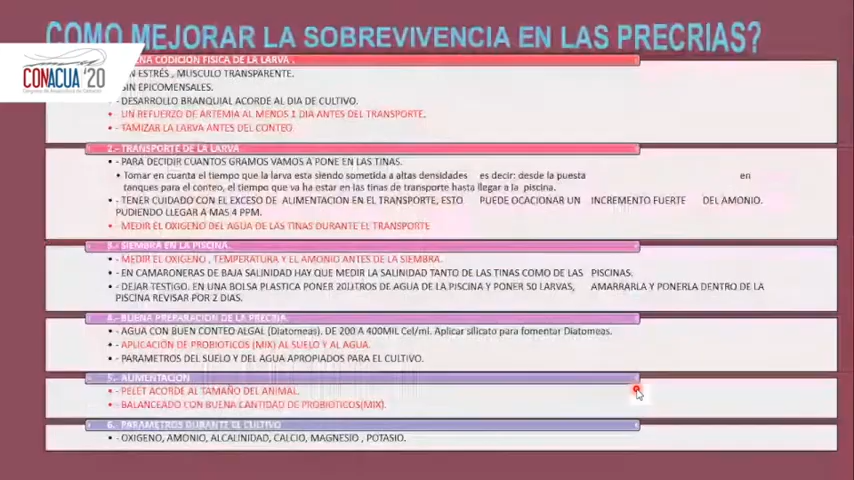 COMO MEJORAR LA SOBREVIVENCIA EN LAS PRECRIAS?
CONACUA '20
CODICION FISICA DE LA LARVA .
ESTRÉS , MUSCULO TRANSPARENTE.
SIN EPICOMENSALES.
- DESARROLLO BRANQUIAL ACORDE AL DIA DE CULTIVO.
- UN REFUERZO DE ARTEMIA AL MENOS 1 DIA ANTES DEL TRANSPORTE.
- TAMIZAR LA LARVA ANTES DEL CONTEO
2.- TRANSPORTE DE LA LARVA
- PARA DECIDIR CUANTOS GRAMOS VAMOS A PONE EN LAS TINAS.
Tomar en cuanta el tiempo que la larva esta siendo sometida a altas densidades es decir: desde la puesta en
tanques para el conteo, el tiempo que va ha estar en las tinas de transporte hasta llegar a la piscina.
- TENER CUIDADO CON EL EXCESO DE ALIMENTACION EN EL TRANSPORTE, ESTO PUEDE OCACIONAR UN INCREMENTO FUERTE DEL AMONIO.
PUDIENDO LLEGAR A MAS 4 PPM.
- MEDIR EL OXIGENO DEL AGUA DE LAS TINAS DURANTE EL TRANSPORTE
3.- SIEMBRA EN LA PISCINA.
- MEDIR EL OXIGENO , TEMPERATURA Y EL AMONIO ANTES DE LA SIEMBRA.
- EN CAMARONERAS DE BAJA SALINIDAD HAY QUE MEDIR LA SALINIDAD TANTO DE LAS TINAS COMO DE LAS PISCINAS.
- DEJAR TESTIGO. EN UNA BOLSA PLASTICA PONER 20LITROS DE AGUA DE LA PISCINA Y PONER 50 LARVAS, AMARRARLA Y PONERLA DENTRO DE LA
PISCINA REVISAR POR 2 DIAS.
4.- BUENA PREPARACION DE LA PRECRIA
- AGUA CON BUEN CONTEO ALGAL (Diatomeas). DE 200 A 400MIL Cel/ml. Aplicar silicato para fomentar Diatomeas.
- APLICACIÓN DE PROBIOTICOS (MIX) AL SUELO Y AL AGUA.
- PARAMETROS DEL SUELO Y DEL AGUA APROPIADOS PARA EL CULTIVO.
5.- ALIMENTACION
- PELET ACORDE AL TAMAÑO DEL ANIMAL.
- BALANCEADO CON BUENA CANTIDAD DE PROBIOTICOS(MIX).
6.- PARAMETROS DURANTE EL CULTIVO
- OXIGENO, AMONIO, ALCALINIDAD, CALCIO, MAGNESIO , POTASIO.